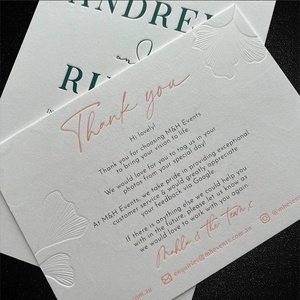 ANDRE
Thank you
Hi lovely!
Thank you for choosing M&H Events
to bring your vision to life.
We would love for you to tag us in your
photos from your special day!
At M&H Events, we take pride in providing exceptional
customer service & would greatly appreciate
your feedback via Google.
If there is anything else we could help you
with in the future, please let us know as
we would love to work with you again
& the Team x